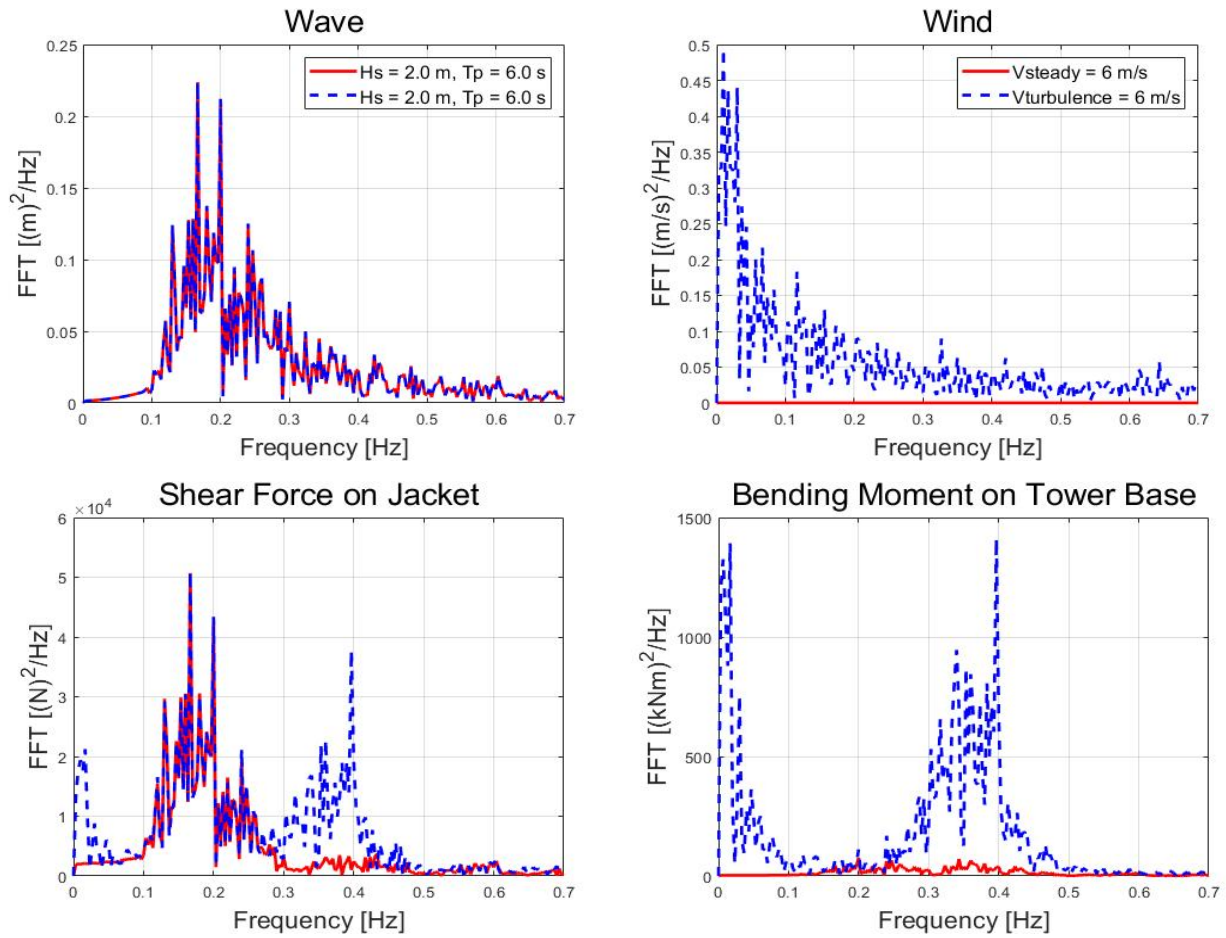 Wave
0.25
0.2
0.15
0.1
0.05
0
FFT [(m)²/Hz]
Hs = 2.0 m, Tp = 6.0 s
Hs = 2.0 m, Tp = 6.0 s
0 0.1 0.2 0.3 0.4 0.5 0.6 0.7
Frequency [Hz]
Wind
0.5
0.45
0.4
0.35
0.3
0.25
0.2
0.15
0.1
0.05
0
FFT [(m/s)²/Hz]
Vsteady = 6 m/s
Vturbulence = 6 m/s
0 0.1 0.2 0.3 0.4 0.5 0.6 0.7
Frequency [Hz]
Shear Force on Jacket
×10⁴
6
5
4
3
2
1
0
FFT [(N)²/Hz]
0 0.1 0.2 0.3 0.4 0.5 0.6 0.7
Frequency [Hz]
Bending Moment on Tower Base
1500
1000
500
0
FFT [(kNm)²/Hz]
0 0.1 0.2 0.3 0.4 0.5 0.6 0.7
Frequency [Hz]